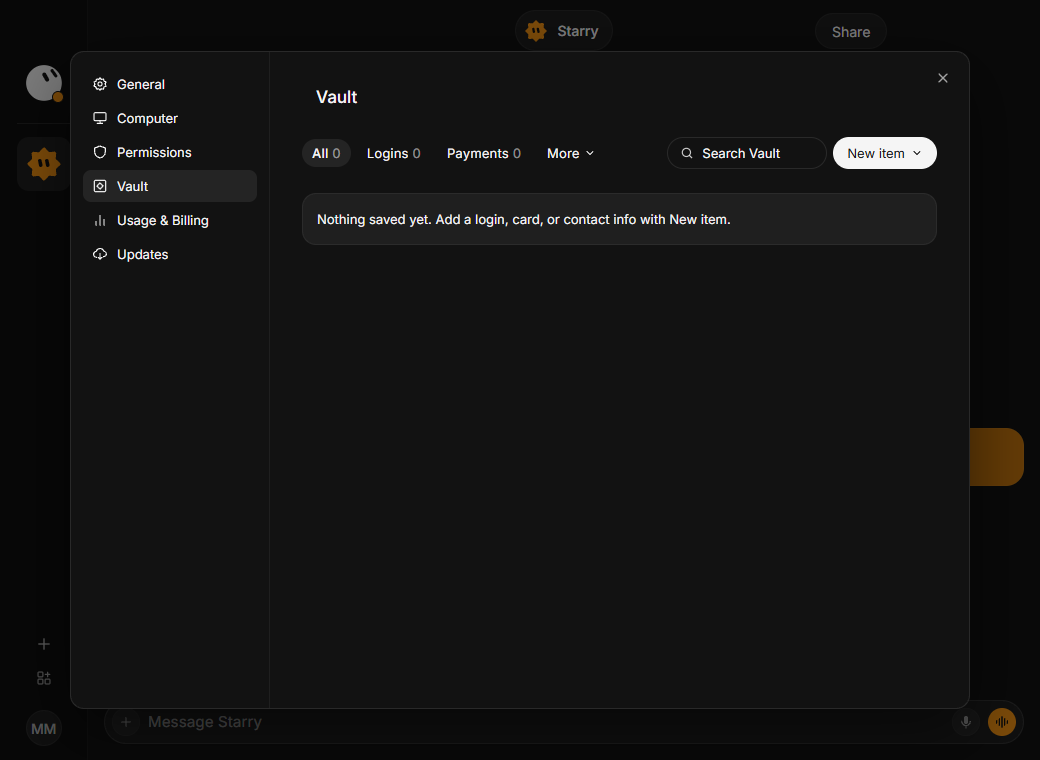 Starry
Share
General
Computer
Permissions
Vault
Usage & Billing
Updates
Vault
All 0 Logins 0 Payments 0 More Search Vault New item
Nothing saved yet. Add a login, card, or contact info with New item.
MM
Message Starry